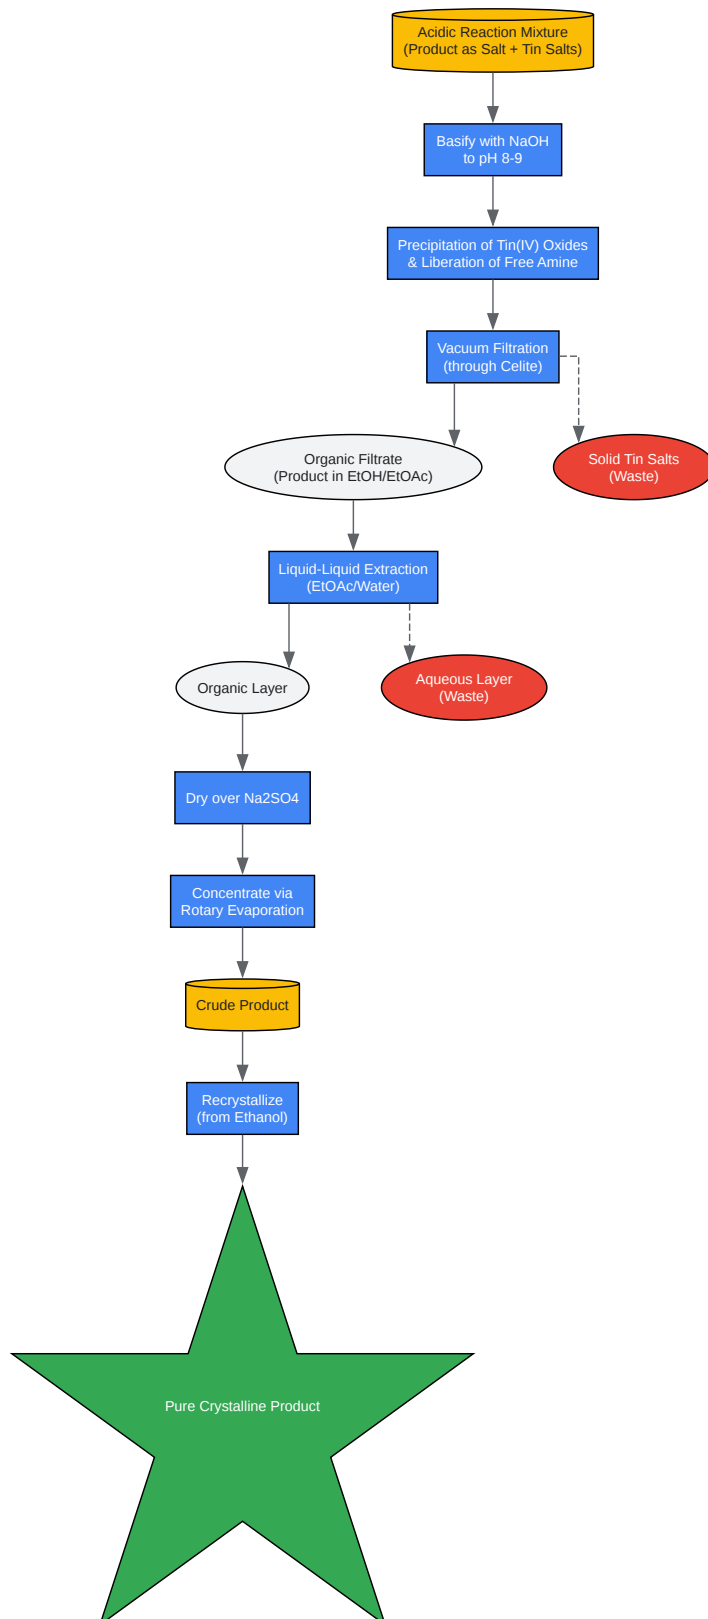 Acidic Reaction Mixture
(Product as Salt + Tin Salts)
Basify with NaOH
to pH 8-9
Precipitation of Tin(IV) Oxides
& Liberation of Free Amine
Vacuum Filtration
(through Celite)
Organic Filtrate
(Product in EtOH/EtOAc)
Solid Tin Salts
(Waste)
Liquid-Liquid Extraction
(EtOAc/Water)
Organic Layer
Aqueous Layer
(Waste)
Dry over Na2SO4
Concentrate via
Rotary Evaporation
Crude Product
Recrystallize
(from Ethanol)
Pure Crystalline Product